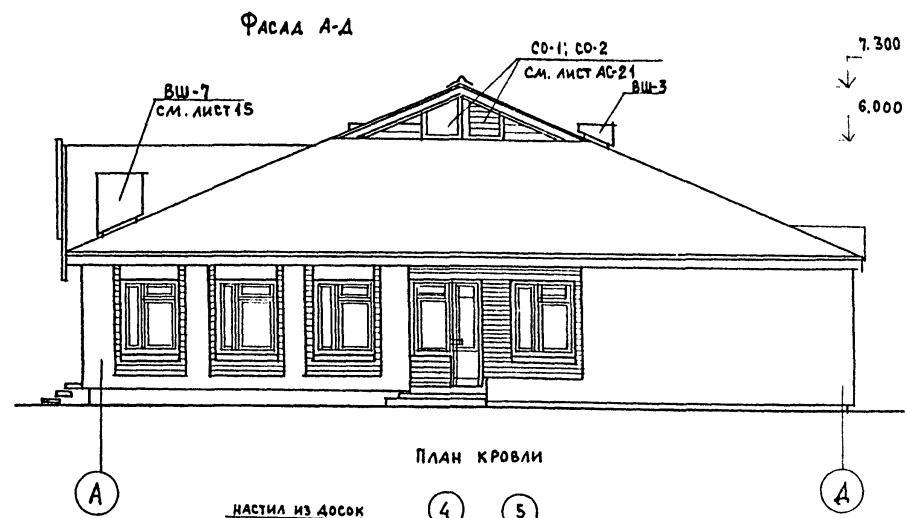 Фасад А-Д
СО-1; СО-2
см. лист АС-21
7.300
ВШ-7
см. лист 15
ВШ-3
6.000
План кровли
А
Д
настил из досок
4
5